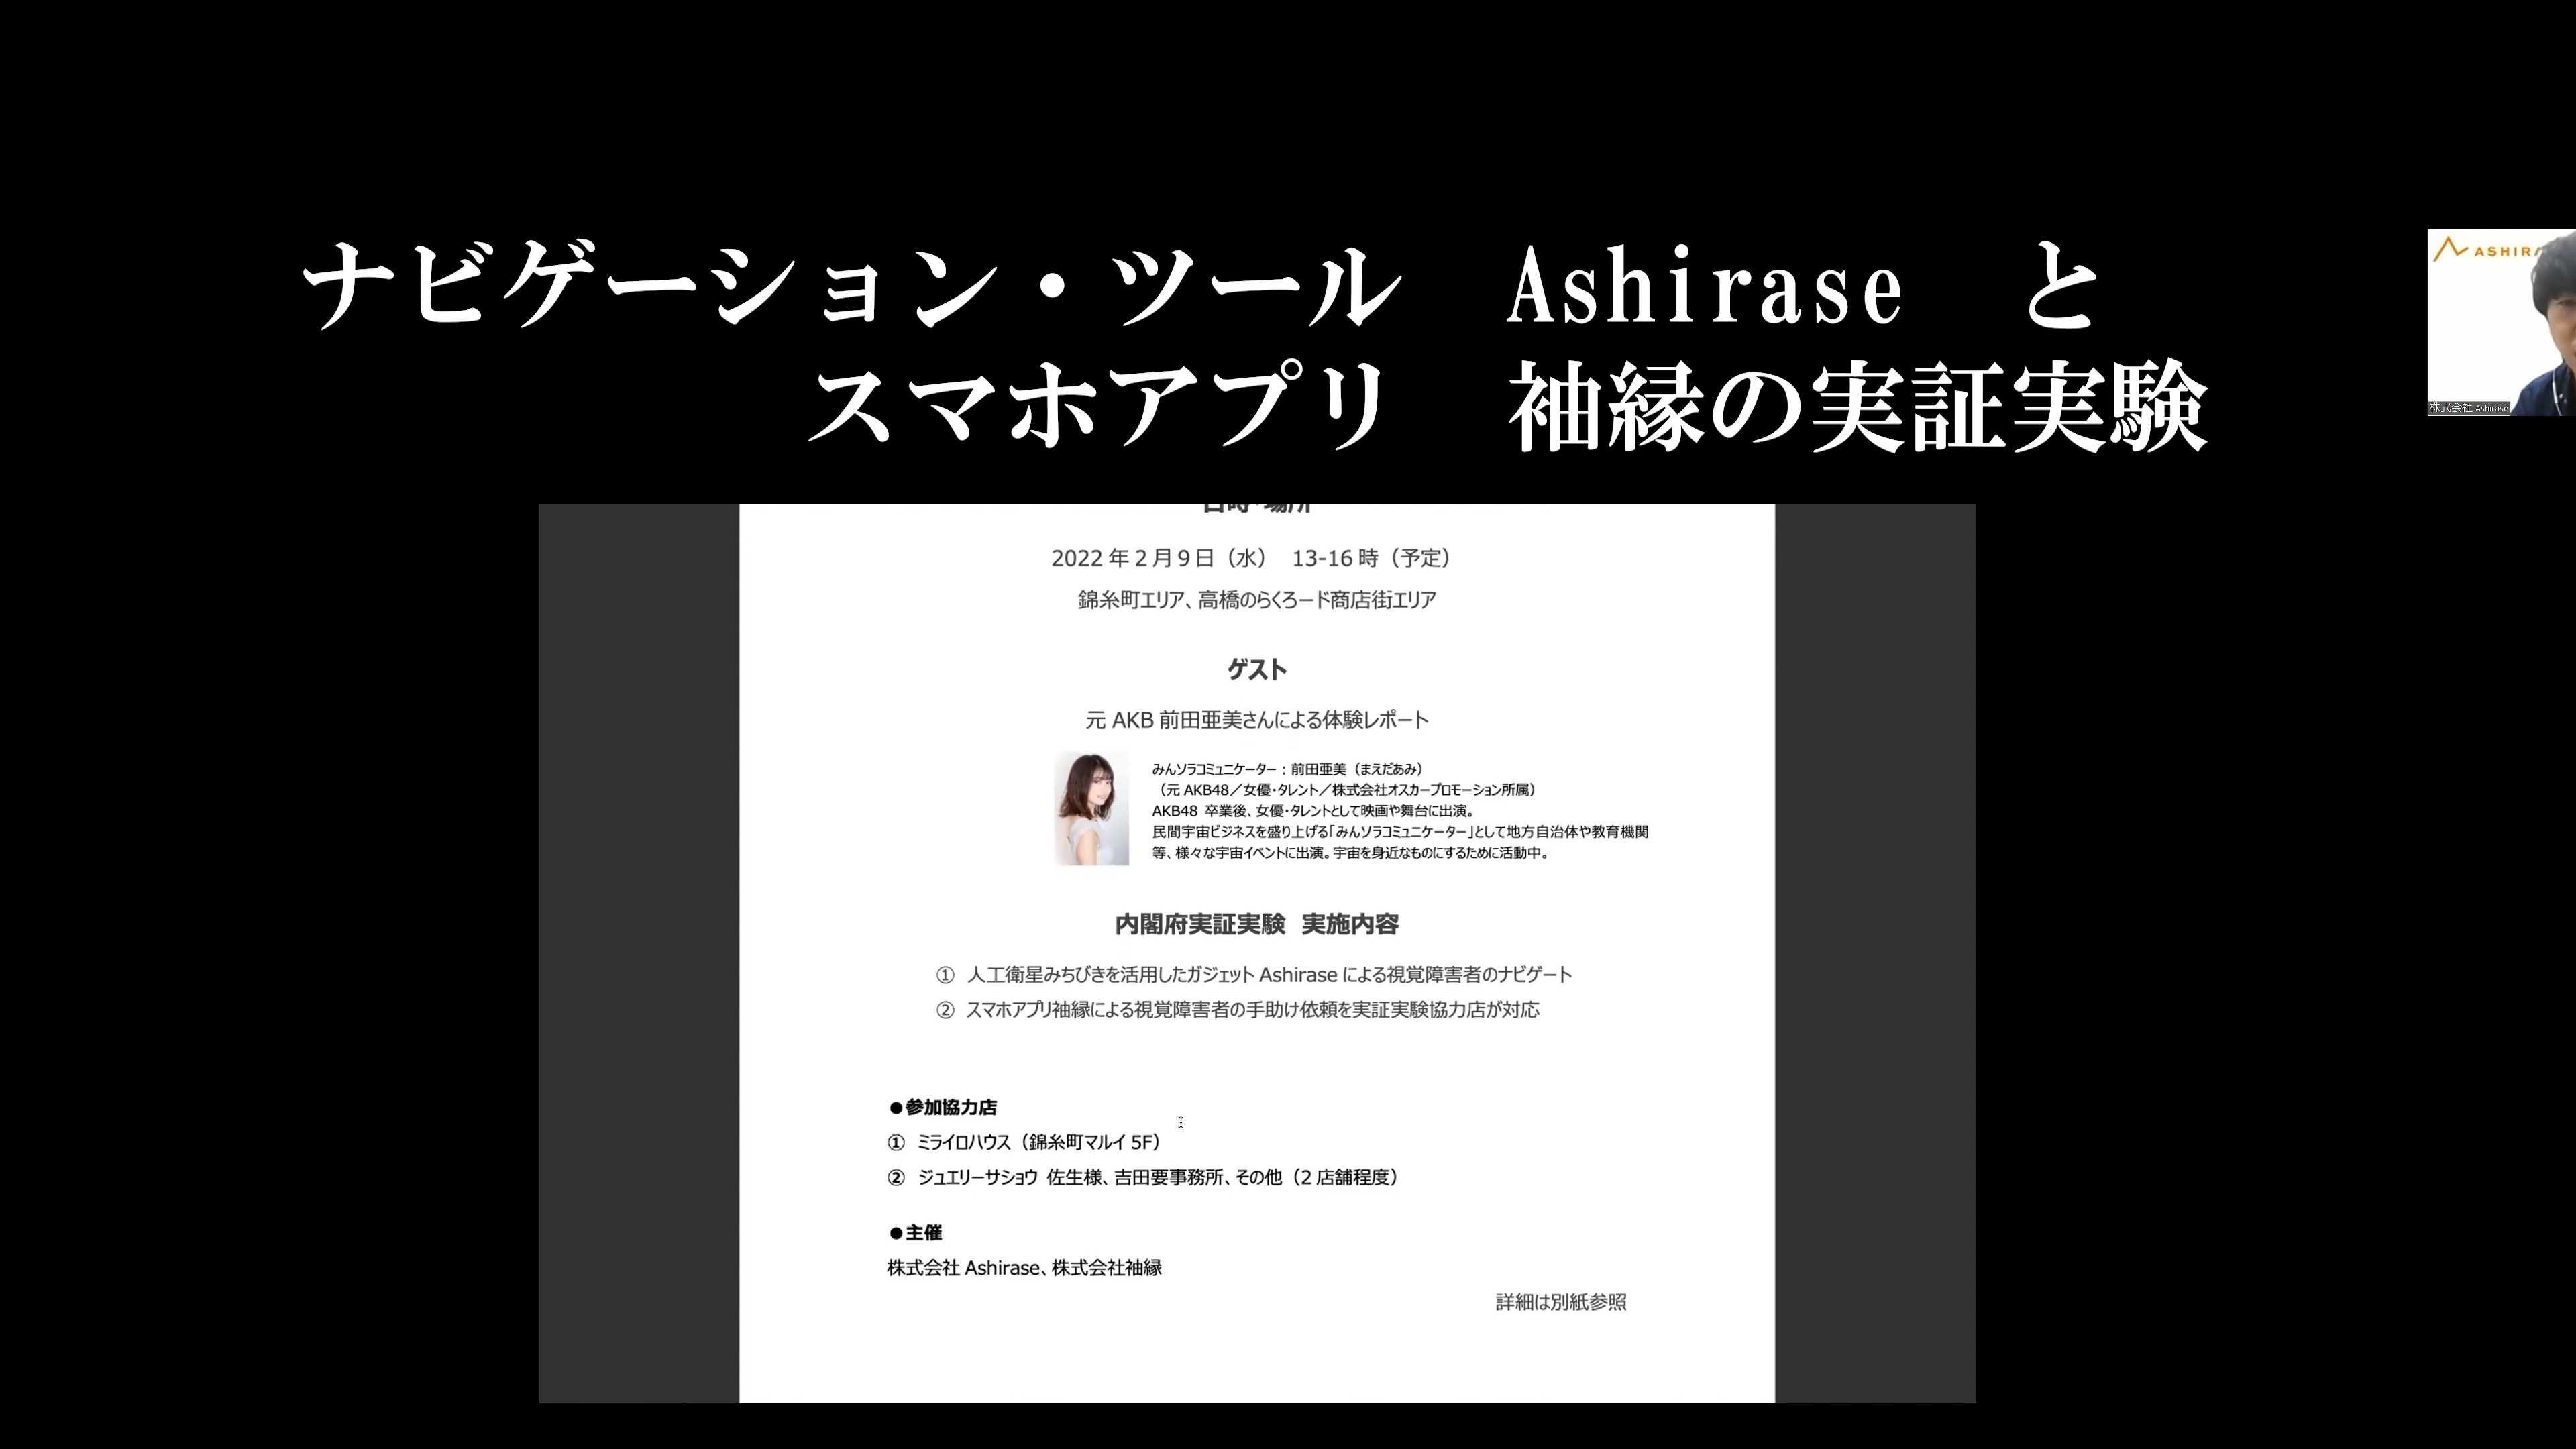 ナビゲーション・ツール　Ashirase　と
スマホアプリ　袖縁の実証実験
株式会社 Ashirase
日時・場所
2022 年 2 月 9 日（水）　13-16 時（予定）
錦糸町エリア、高橋のらくろード商店街エリア
ゲスト
元 AKB 前田亜美さんによる体験レポート
みんソラコミュニケーター：前田亜美（まえだあみ）
（元 AKB48／女優・タレント／株式会社オスカープロモーション所属）
AKB48 卒業後、女優・タレントとして映画や舞台に出演。
民間宇宙ビジネスを盛り上げる「みんソラコミュニケーター」として地方自治体や教育機関
等、様々な宇宙イベントに出演。宇宙を身近なものにするために活動中。
内閣府実証実験　実施内容
① 人工衛星みちびきを活用したガジェット Ashirase による視覚障害者のナビゲート
② スマホアプリ袖縁による視覚障害者の手助け依頼を実証実験協力店が対応
●参加協力店
① ミライロハウス（錦糸町マルイ 5F）
② ジュエリーサショウ 佐生様、吉田要事務所、その他（2 店舗程度）
●主催
株式会社 Ashirase、株式会社袖縁
詳細は別紙参照